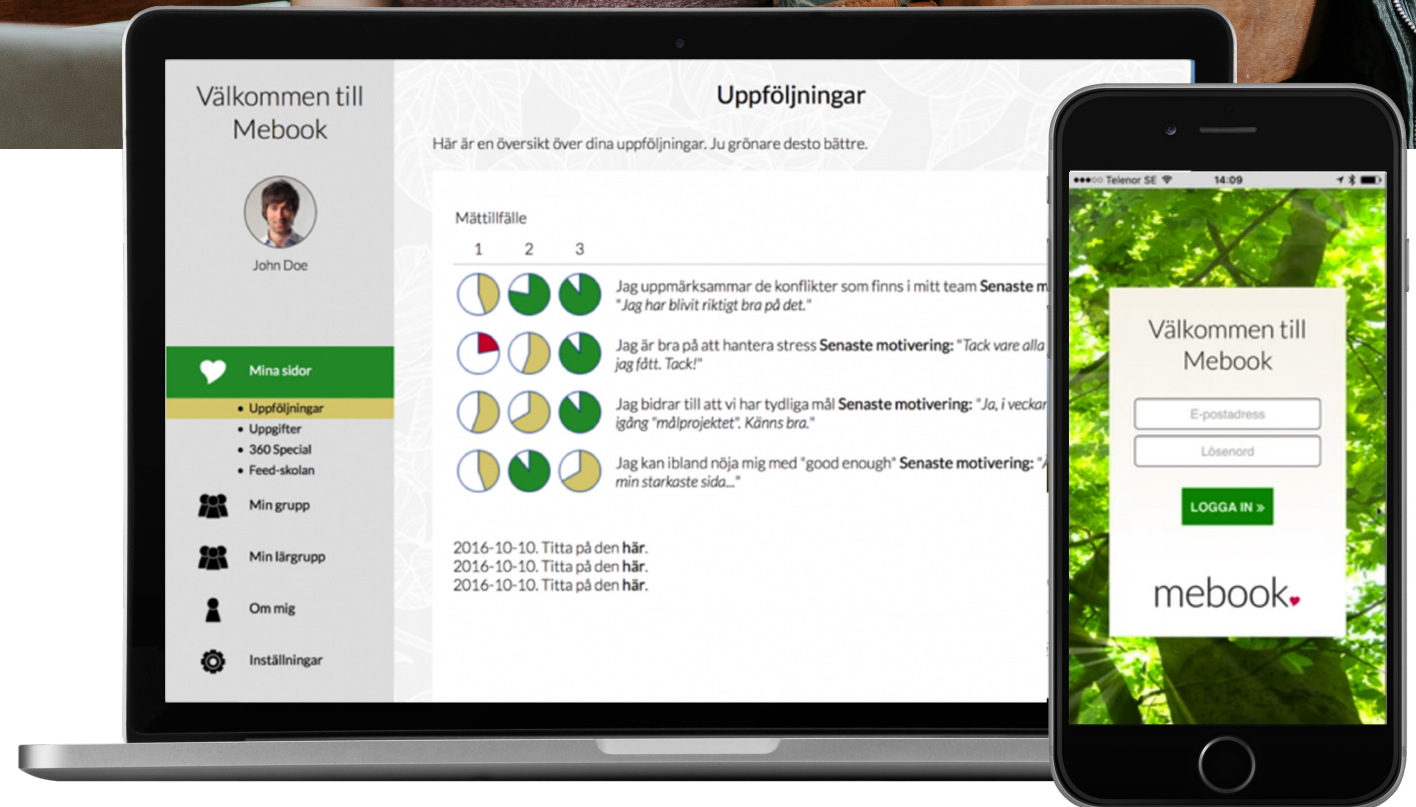 Välkommen till
Mebook
John Doe
Mina sidor
• Uppföljningar
• Uppgifter
• 360 Special
• Feed-skolan
Min grupp
Min lärgrupp
Om mig
Inställningar
Uppföljningar
Här är en översikt över dina uppföljningar. Ju grönare desto bättre.
Mättillfälle
1 2 3
Jag uppmärksammar de konflikter som finns i mitt team Senaste m
"Jag har blivit riktigt bra på det."
Jag är bra på att hantera stress Senaste motivering: "Tack vare alla
jag fått. Tack!"
Jag bidrar till att vi har tydliga mål Senaste motivering: "Ja, i veckan
igång "målprojektet". Känns bra."
Jag kan ibland nöja mig med "good enough" Senaste motivering: "
min starkaste sida..."
2016-10-10. Titta på den här.
2016-10-10. Titta på den här.
2016-10-10. Titta på den här.
Telenor SE 14:09
Välkommen till
Mebook
E-postadress
Lösenord
LOGGA IN »
mebook